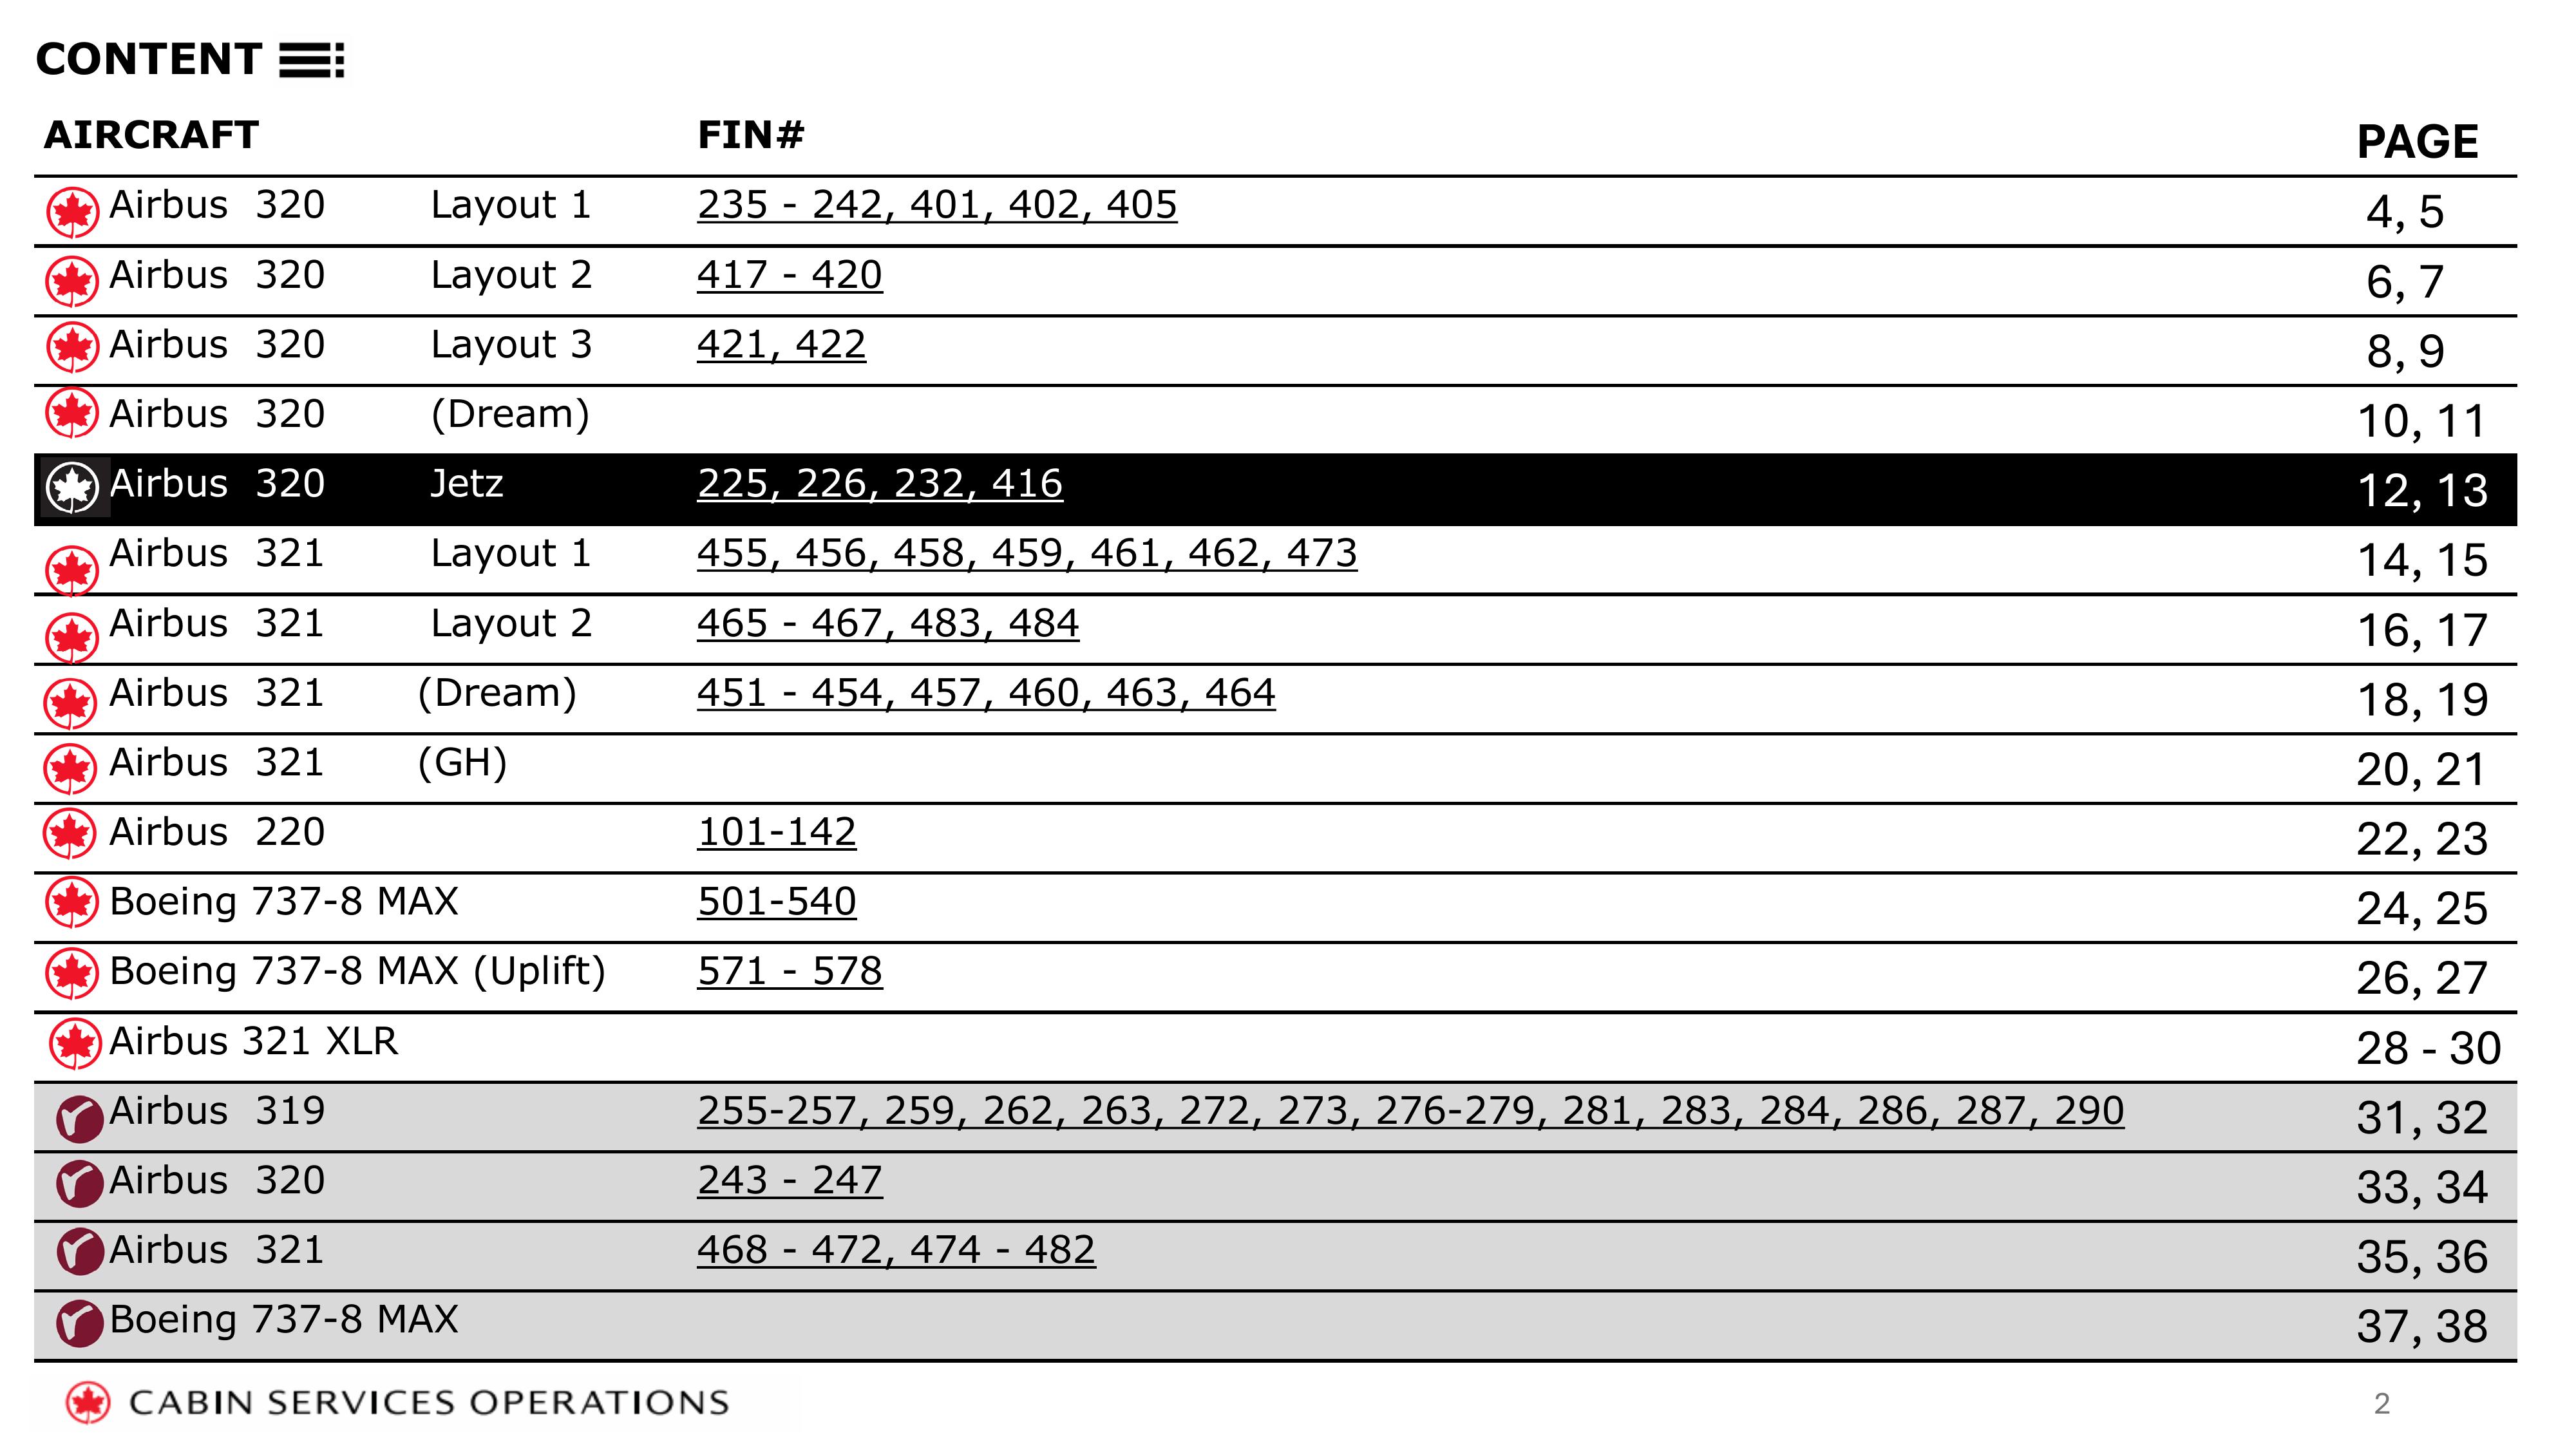 CONTENT
AIRCRAFT FIN# PAGE
Airbus 320 Layout 1 235 - 242, 401, 402, 405 4, 5
Airbus 320 Layout 2 417 - 420 6, 7
Airbus 320 Layout 3 421, 422 8, 9
Airbus 320 (Dream) 10, 11
Airbus 320 Jetz 225, 226, 232, 416 12, 13
Airbus 321 Layout 1 455, 456, 458, 459, 461, 462, 473 14, 15
Airbus 321 Layout 2 465 - 467, 483, 484 16, 17
Airbus 321 (Dream) 451 - 454, 457, 460, 463, 464 18, 19
Airbus 321 (GH) 20, 21
Airbus 220 101-142 22, 23
Boeing 737-8 MAX 501-540 24, 25
Boeing 737-8 MAX (Uplift) 571 - 578 26, 27
Airbus 321 XLR 28 - 30
Airbus 319 255-257, 259, 262, 263, 272, 273, 276-279, 281, 283, 284, 286, 287, 290 31, 32
Airbus 320 243 - 247 33, 34
Airbus 321 468 - 472, 474 - 482 35, 36
Boeing 737-8 MAX 37, 38
CABIN SERVICES OPERATIONS 2